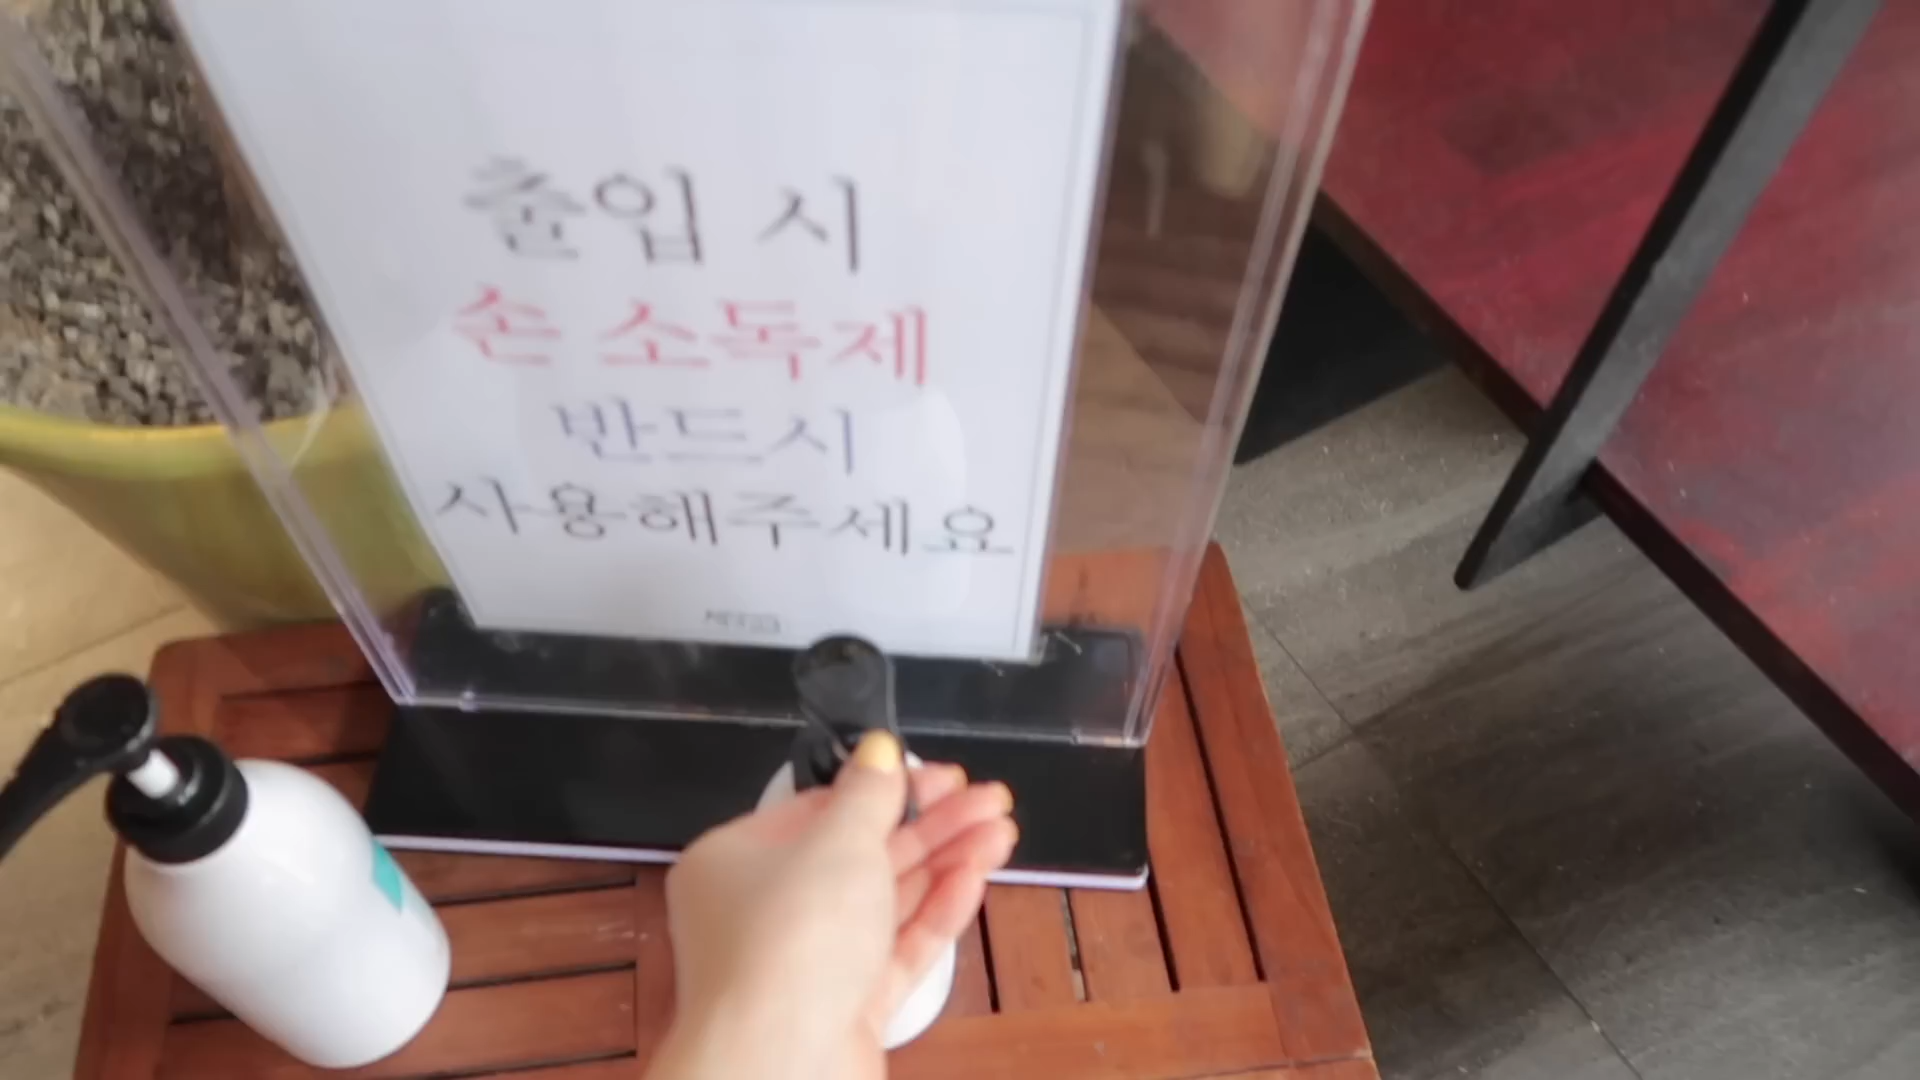 출입 시
손 소독제
반드시
사용해주세요